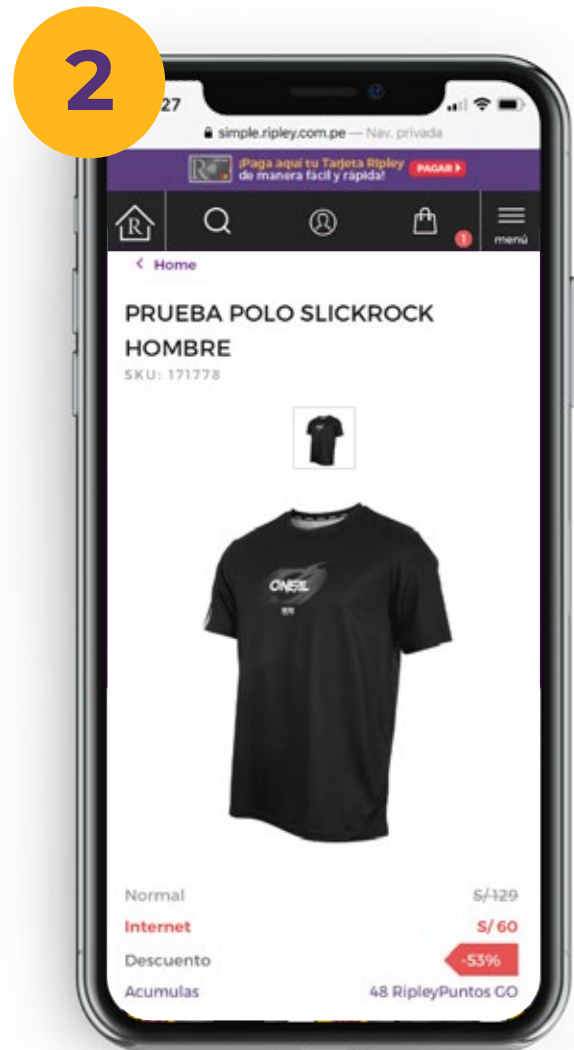 2
27
simple.ripley.com.pe — Nav. privada
¡Paga aquí tu Tarjeta Ripley
de manera fácil y rápida!
PAGAR
R
1
menú
< Home
PRUEBA POLO SLICKROCK
HOMBRE
SKU: 171778
ONEAL
Normal S/129
Internet S/ 60
Descuento -53%
Acumulas 48 RipleyPuntos GO